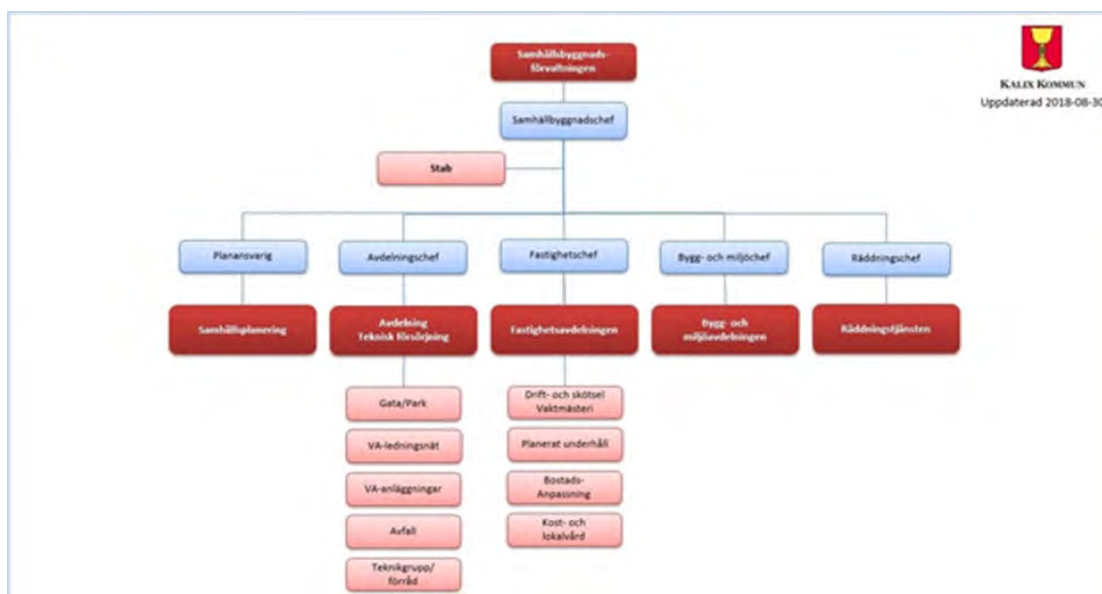 Samhällsbyggnads-
förvaltningen
KALIX KOMMUN
Uppdaterad 2018-08-30
Samhällbyggnadschef
Stab
Planansverig
Avdelningschef
Fastighetschef
Bygg- och miljöchef
Räddningschef
Samhällsplanering
Avdelning
Teknisk försörjning
Fastighetsavdelningen
Bygg- och
miljöavdelningen
Räddningstjänsten
Gata/Park
VA-ledningsnät
VA-anläggningar
Avfall
Teknikgrupp/
förråd
Drift- och skötsel
Vaktmästeri
Planerat underhåll
Bostads-
Anpassning
Kost- och
lokalvård